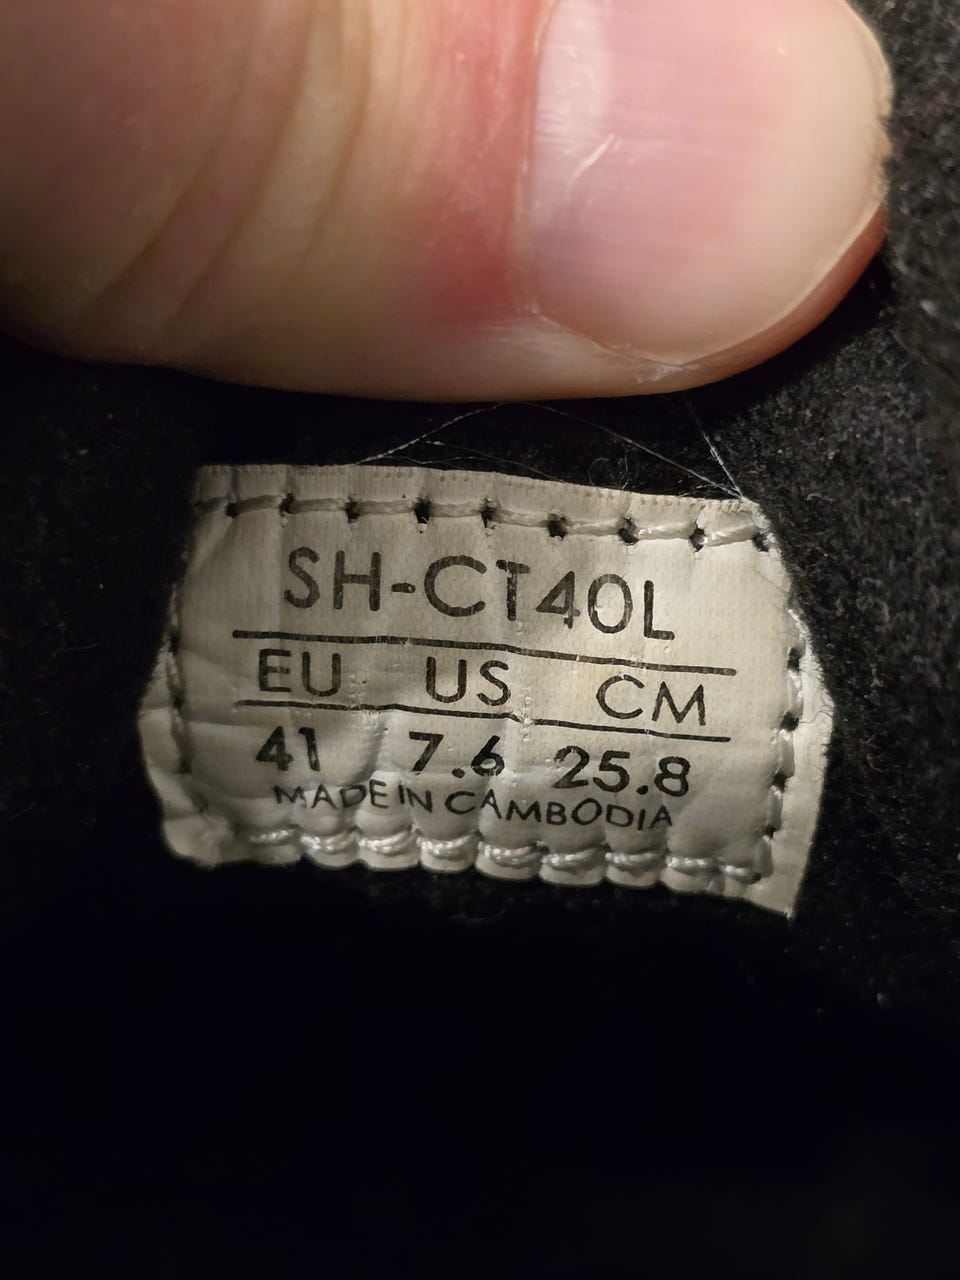 SH-CT40L
EU US CM
41 7.6 25.8
MADE IN CAMBODIA